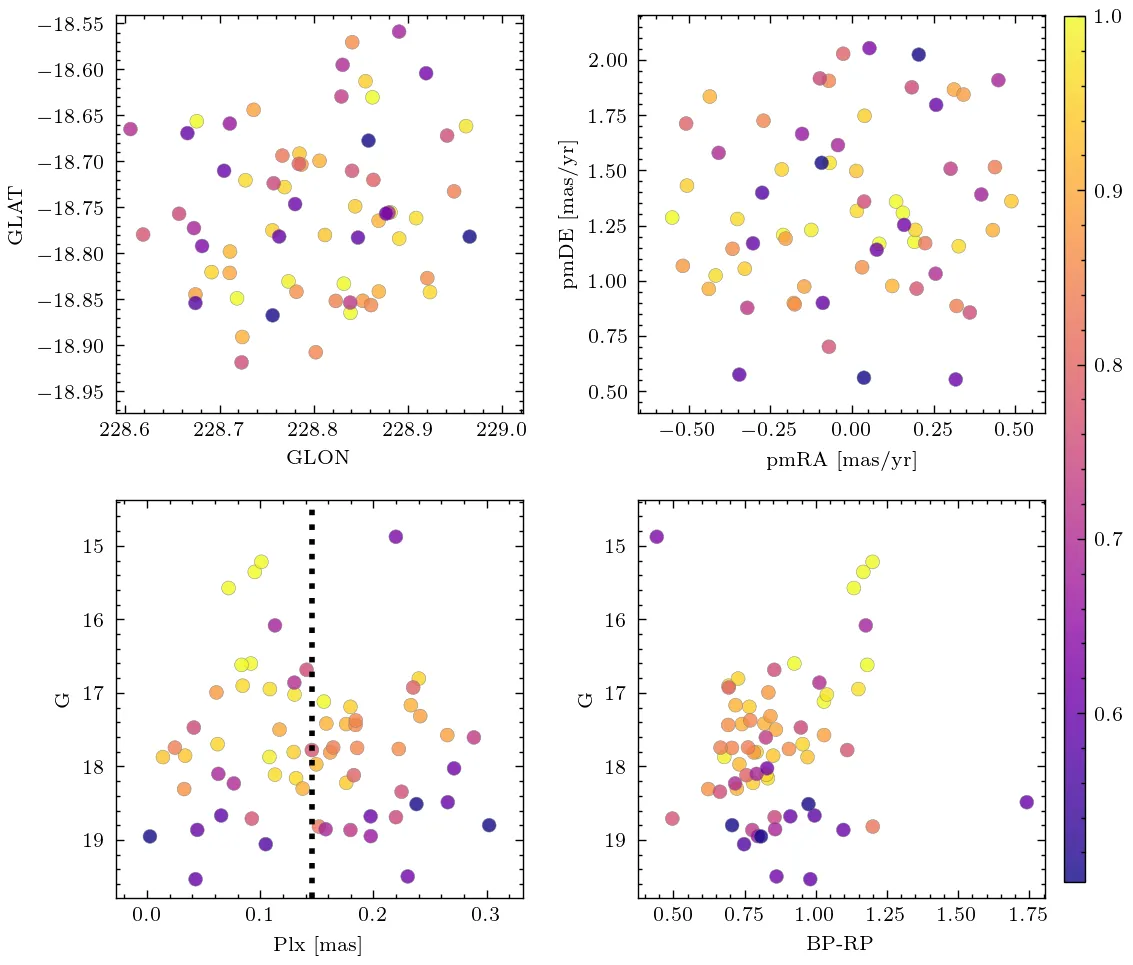 −18.55
−18.60
−18.65
−18.70
−18.75
−18.80
−18.85
−18.90
−18.95
GLAT
228.6 228.7 228.8 228.9 229.0
GLON
2.00
1.75
1.50
1.25
1.00
0.75
0.50
pmDE [mas/yr]
−0.50 −0.25 0.00 0.25 0.50
pmRA [mas/yr]
1.0
0.9
0.8
0.7
0.6
15
16
17
18
19
G
0.0 0.1 0.2 0.3
Plx [mas]
15
16
17
18
19
G
0.50 0.75 1.00 1.25 1.50 1.75
BP-RP